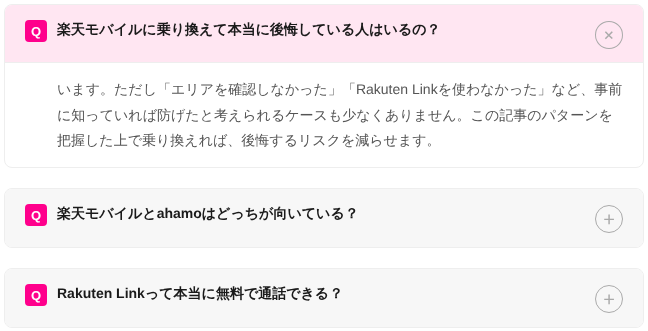 Q 楽天モバイルに乗り換えて本当に後悔している人はいるの？
います。ただし「エリアを確認しなかった」「Rakuten Linkを使わなかった」など、事前
に知っていれば防げたと考えられるケースも少なくありません。この記事のパターンを
把握した上で乗り換えれば、後悔するリスクを減らせます。
Q 楽天モバイルとahamoはどっちが向いている？
Q Rakuten Linkって本当に無料で通話できる？